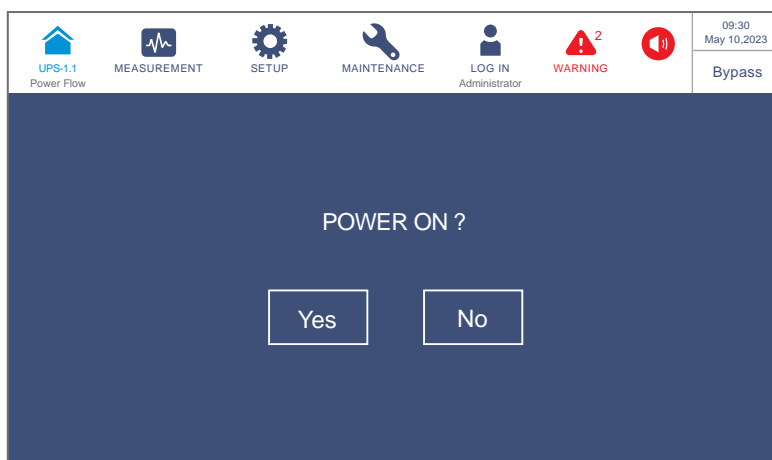 UPS-1.1
Power Flow
MEASUREMENT
SETUP
MAINTENANCE
LOG IN
Administrator
2
WARNING
09:30
May 10,2023
Bypass
POWER ON ?
Yes
No